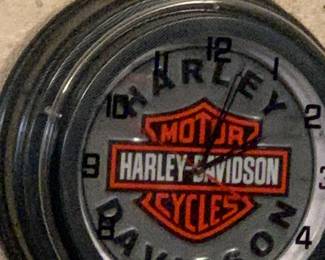 12
11
1
HARLEY
10
2
MOTOR
9
HARLEY-DAVIDSON
3
CYCLES
8
DAVIDSON
4